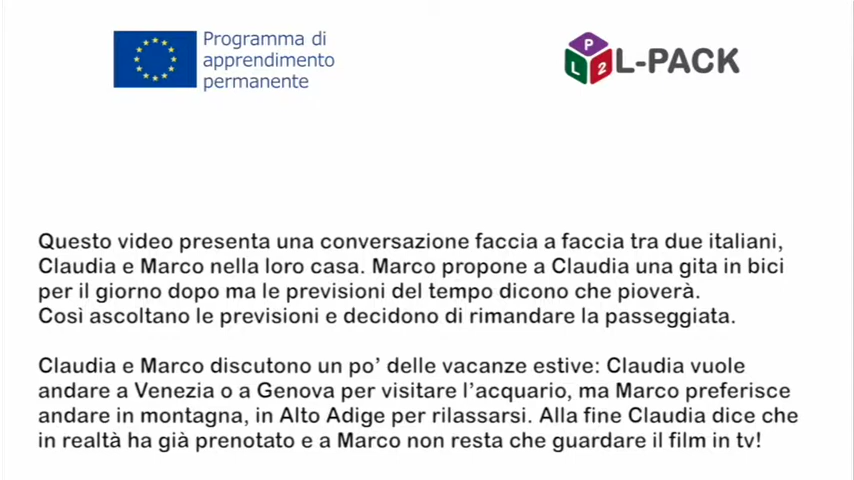 Programma di
apprendimento
permanente
P
L
2
L-PACK
Questo video presenta una conversazione faccia a faccia tra due italiani,
Claudia e Marco nella loro casa. Marco propone a Claudia una gita in bici
per il giorno dopo ma le previsioni del tempo dicono che pioverà.
Così ascoltano le previsioni e decidono di rimandare la passeggiata.
Claudia e Marco discutono un po' delle vacanze estive: Claudia vuole
andare a Venezia o a Genova per visitare l'acquario, ma Marco preferisce
andare in montagna, in Alto Adige per rilassarsi. Alla fine Claudia dice che
in realtà ha già prenotato e a Marco non resta che guardare il film in tv!